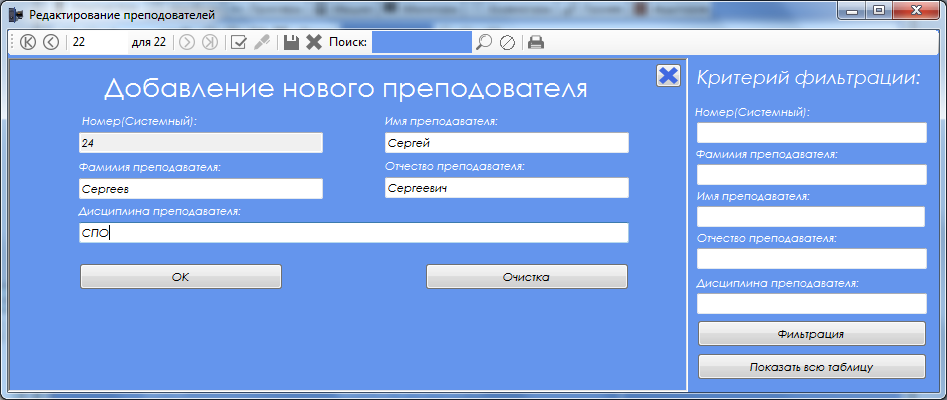 Редактирование преподователей
22 для 22 Поиск:
Добавление нового преподователя
Номер(Системный): Имя преподавателя:
24 Сергей
Фамилия преподавателя: Отчество преподавателя:
Сергеев Сергеевич
Дисциплина преподавателя:
СПО
ОК Очистка
Критерий фильтрации:
Номер(Системный):
Фамилия преподавателя:
Имя преподавателя:
Отчество преподавателя:
Дисциплина преподавателя:
Фильтрация
Показать всю таблицу